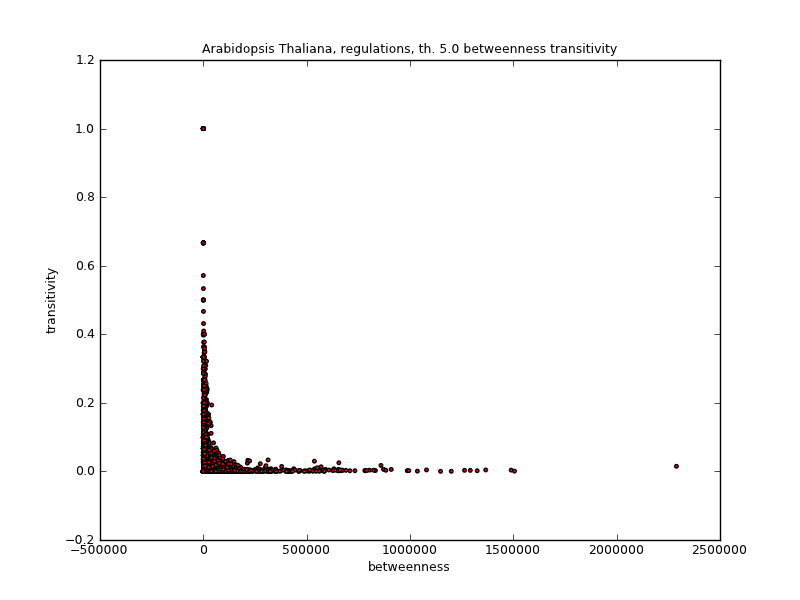 Arabidopsis Thaliana, regulations, th. 5.0 betweenness transitivity
1.2
1.0
0.8
0.6
0.4
0.2
0.0
−0.2
transitivity
−500000 0 500000 1000000 1500000 2000000 2500000
betweenness